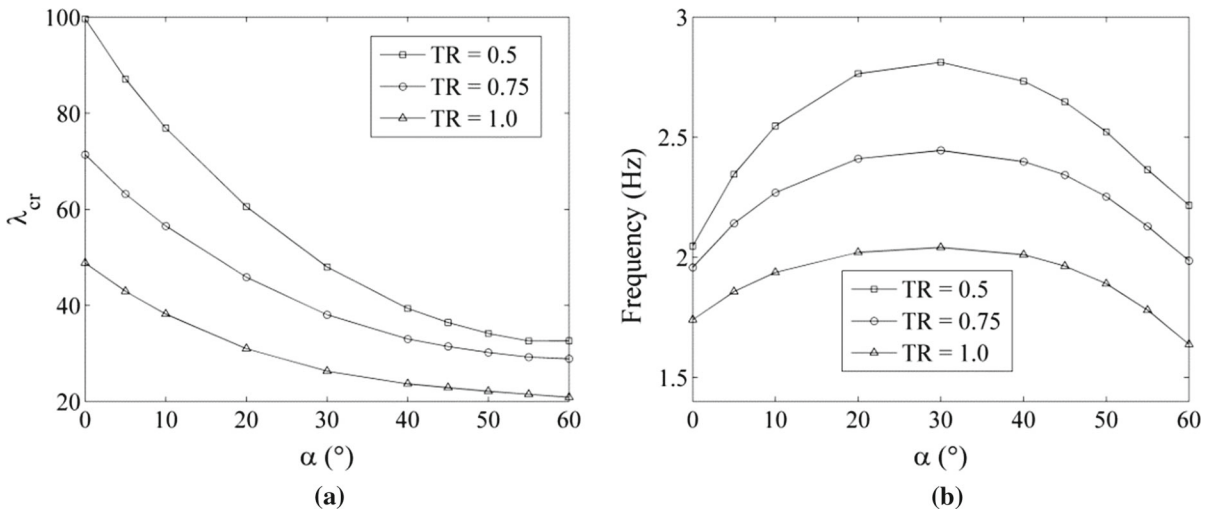 100
80
60
40
20
λcr
0 10 20 30 40 50 60
α (°)
TR = 0.5
TR = 0.75
TR = 1.0
(a)
3
2.5
2
1.5
Frequency (Hz)
0 10 20 30 40 50 60
α (°)
TR = 0.5
TR = 0.75
TR = 1.0
(b)